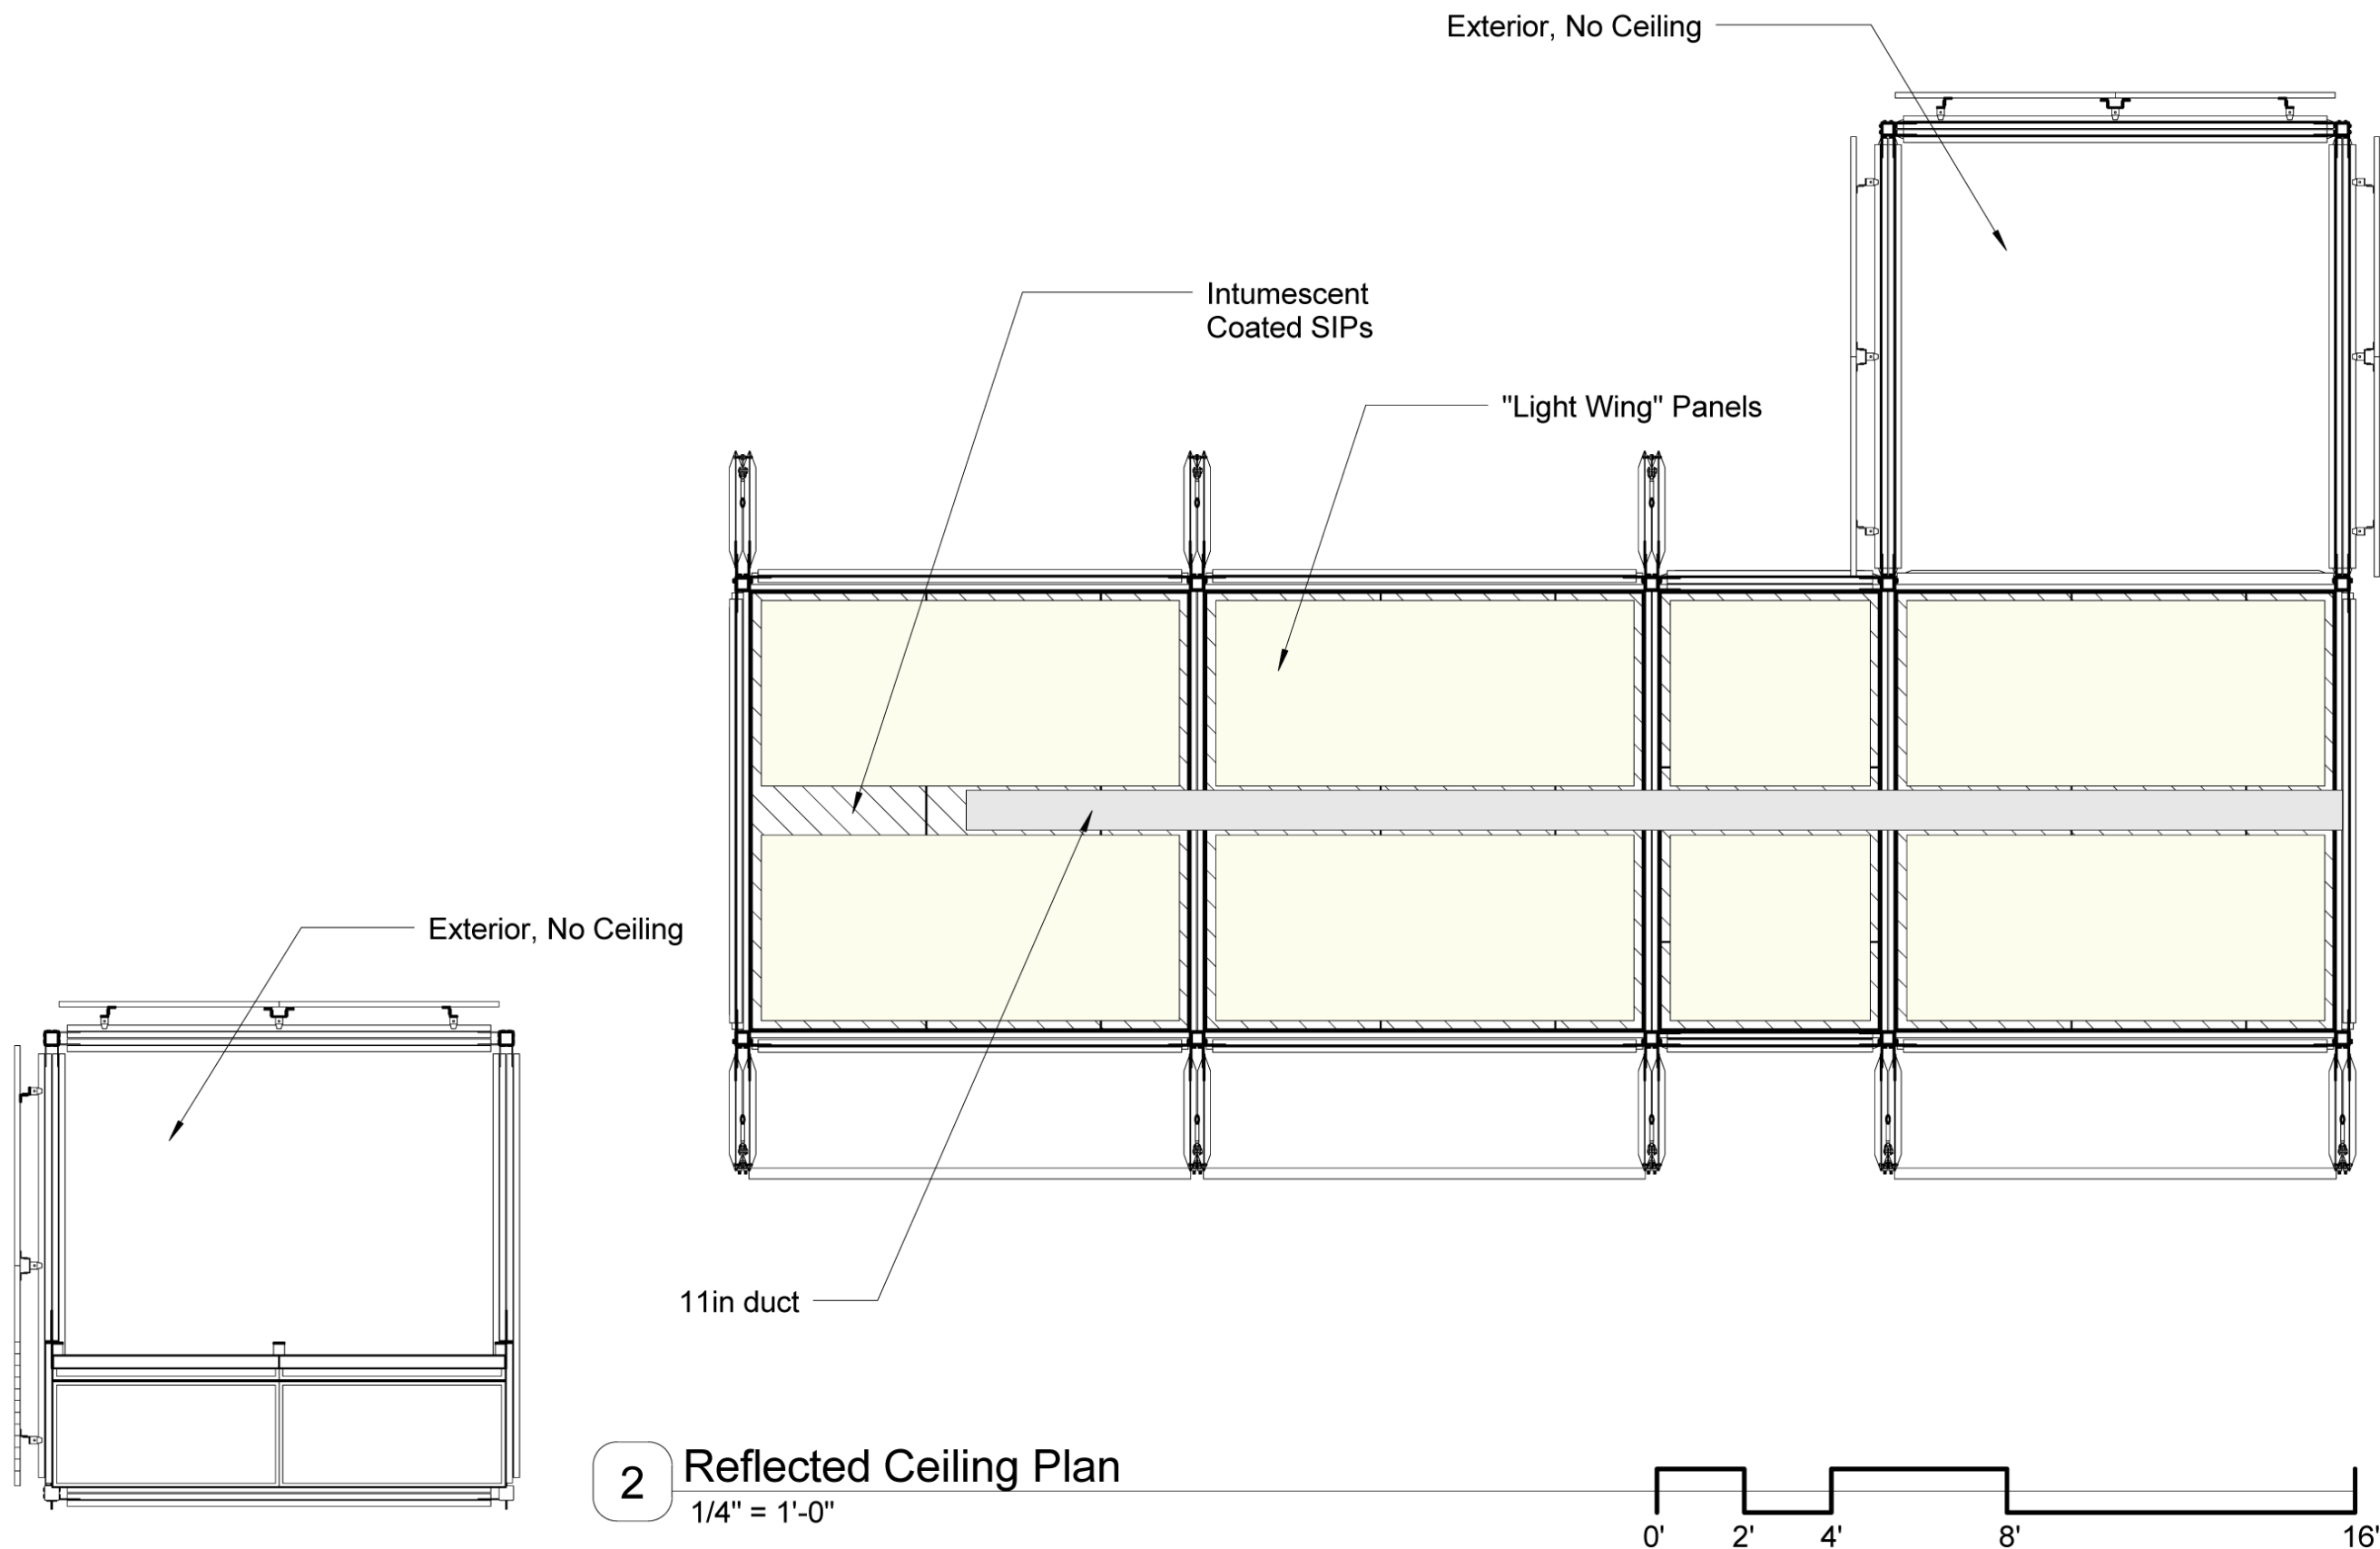 Exterior, No Ceiling
Intumescent
Coated SIPs
"Light Wing" Panels
Exterior, No Ceiling
11in duct
2
Reflected Ceiling Plan
1/4" = 1'-0"
0' 2' 4' 8' 16'